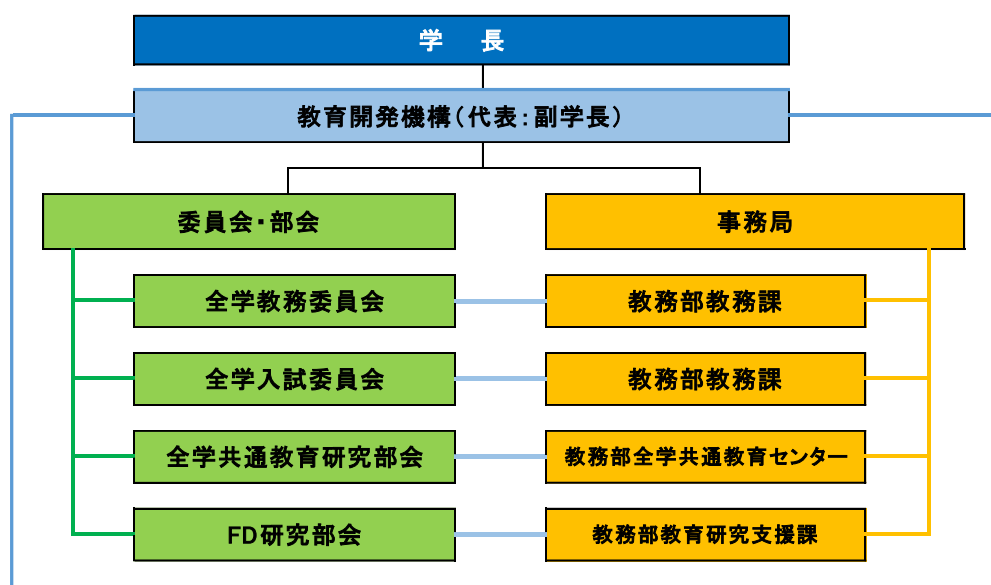 学　長
教育開発機構（代表：副学長）
委員会・部会
事務局
全学教務委員会
教務部教務課
全学入試委員会
教務部教務課
全学共通教育研究部会
教務部全学共通教育センター
FD研究部会
教務部教育研究支援課